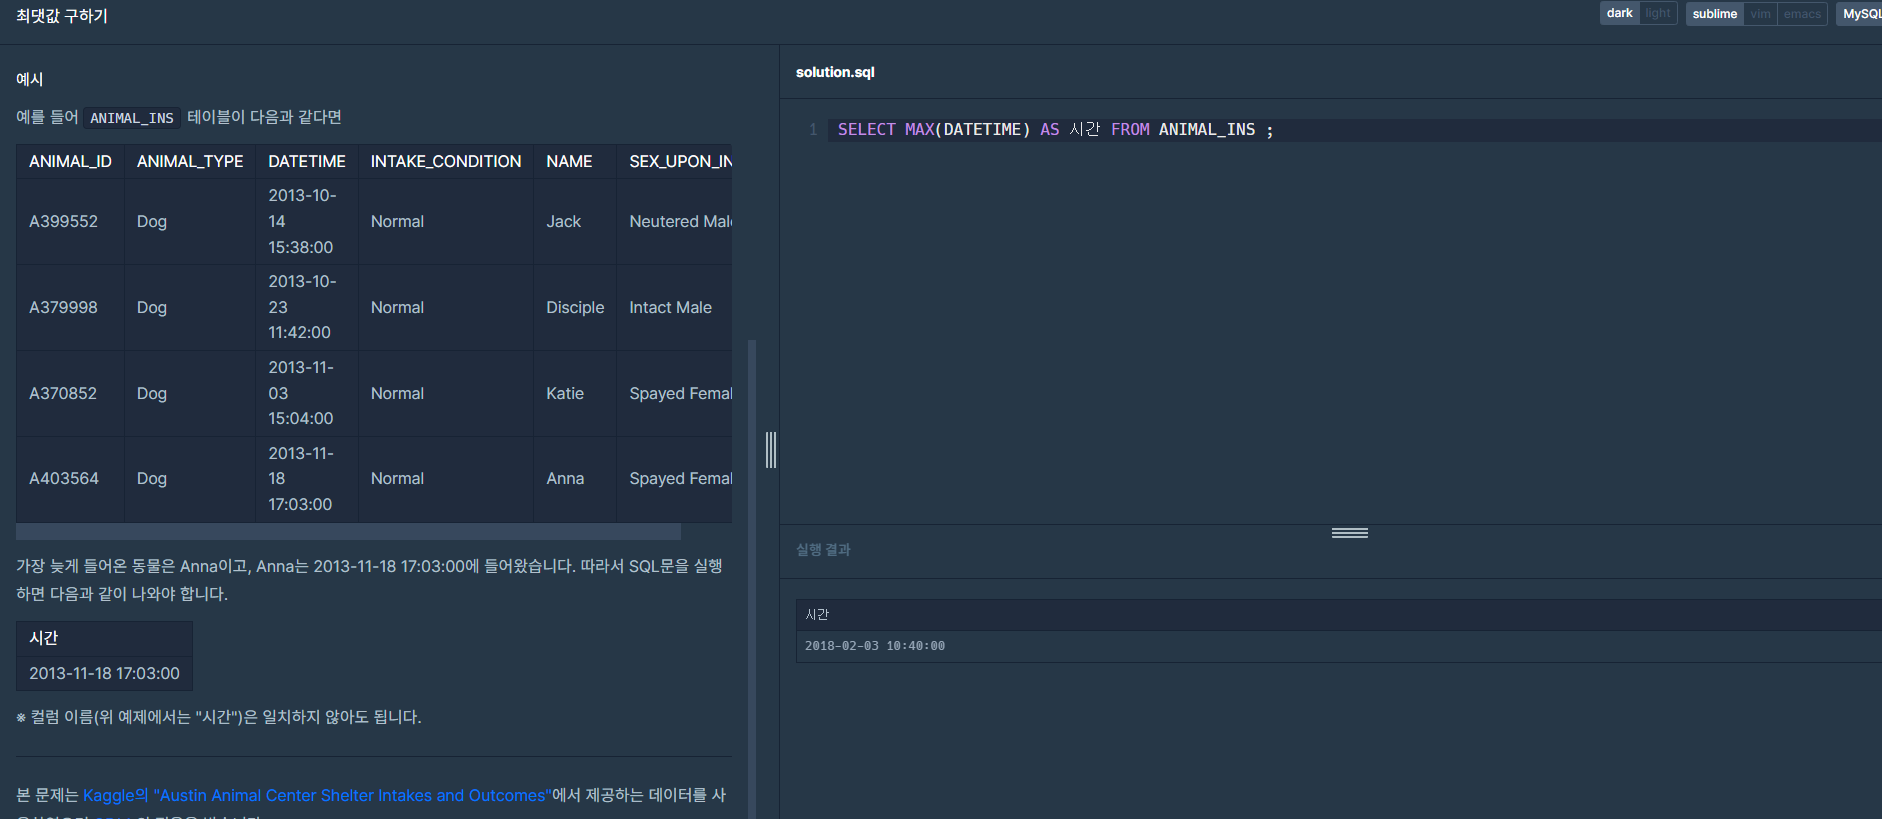 최댓값 구하기
dark light sublime vim emacs MySQL
예시
예를 들어 ANIMAL_INS 테이블이 다음과 같다면
ANIMAL_ID ANIMAL_TYPE DATETIME INTAKE_CONDITION NAME SEX_UPON_IN
A399552 Dog 2013-10-14 15:38:00 Normal Jack Neutered Mal
A379998 Dog 2013-10-23 11:42:00 Normal Disciple Intact Male
A370852 Dog 2013-11-03 15:04:00 Normal Katie Spayed Femal
A403564 Dog 2013-11-18 17:03:00 Normal Anna Spayed Femal
가장 늦게 들어온 동물은 Anna이고, Anna는 2013-11-18 17:03:00에 들어왔습니다. 따라서 SQL문을 실행
하면 다음과 같이 나와야 합니다.
시간
2013-11-18 17:03:00
※ 컬럼 이름(위 예제에서는 "시간")은 일치하지 않아도 됩니다.
본 문제는 Kaggle의 "Austin Animal Center Shelter Intakes and Outcomes"에서 제공하는 데이터를 사
solution.sql
1 SELECT MAX(DATETIME) AS 시간 FROM ANIMAL_INS ;
실행 결과
시간
2018-02-03 10:40:00